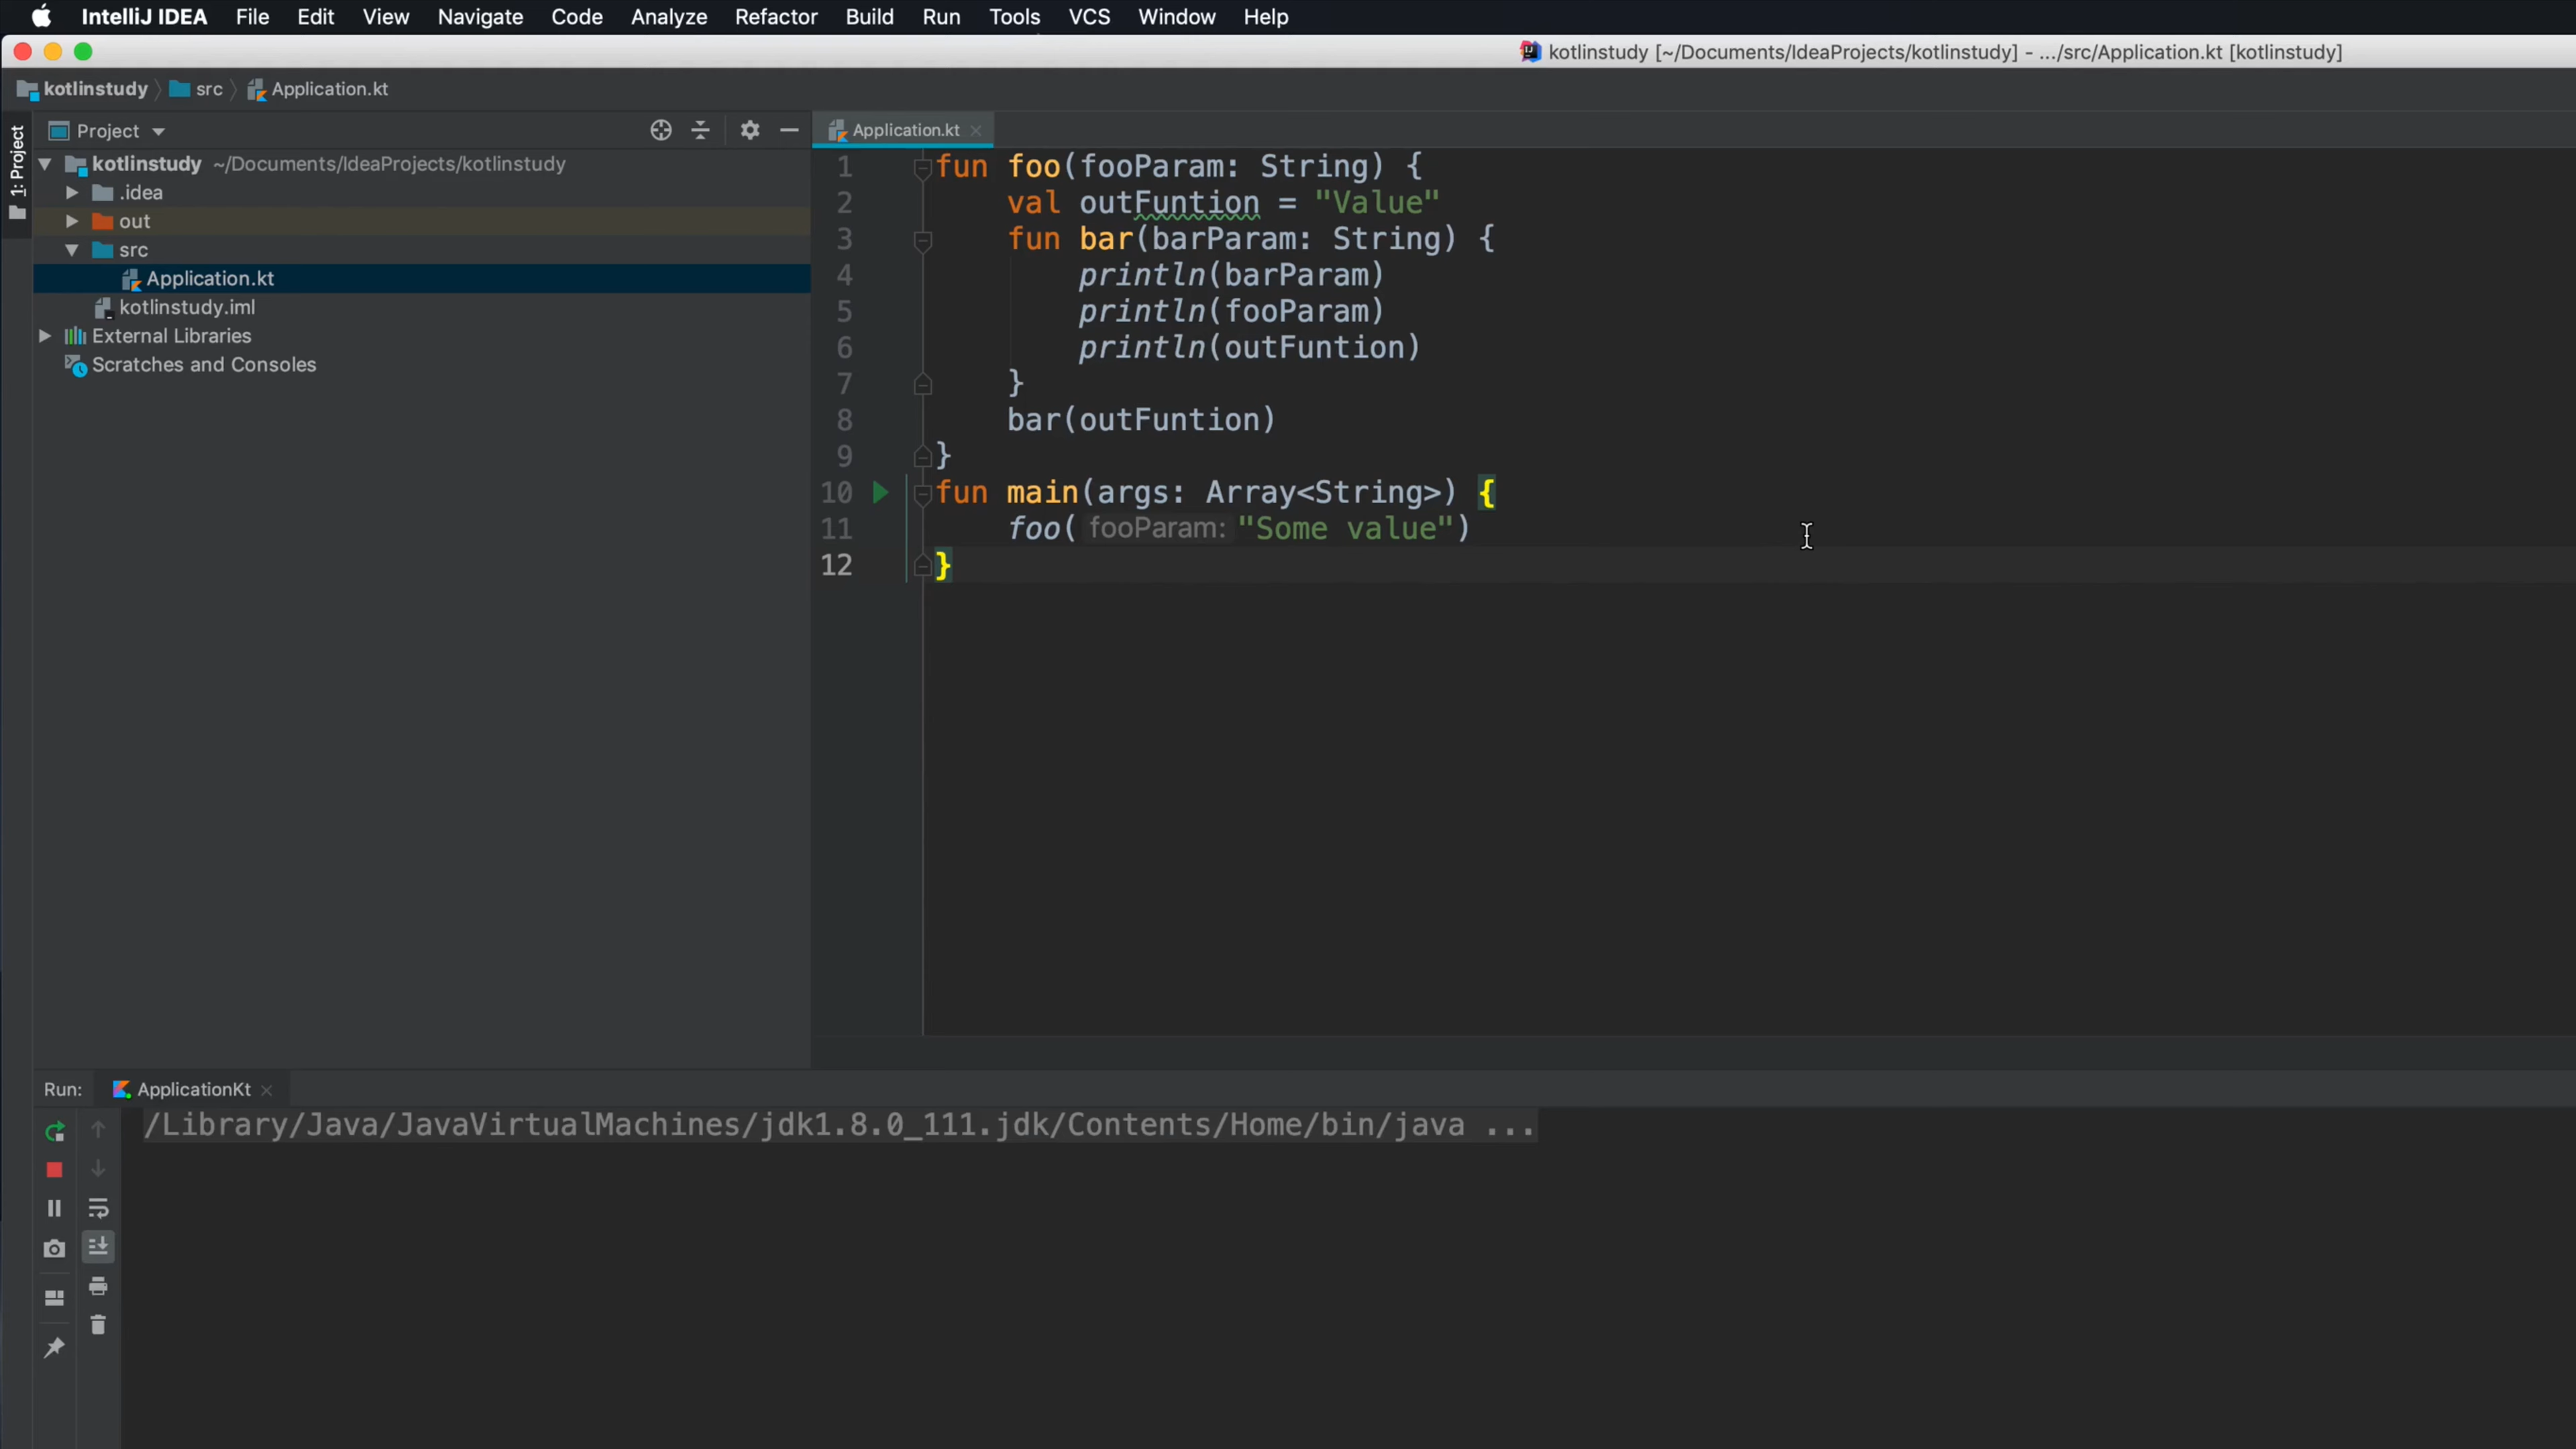 IntelliJ IDEA File Edit View Navigate Code Analyze Refactor Build Run Tools VCS Window Help
kotlinstudy [~/Documents/IdeaProjects/kotlinstudy] - .../src/Application.kt [kotlinstudy]
kotlinstudy src Application.kt
1: Project
Project
kotlinstudy ~/Documents/IdeaProjects/kotlinstudy
.idea
out
src
Application.kt
kotlinstudy.iml
External Libraries
Scratches and Consoles
Application.kt
1 fun foo(fooParam: String) {
2 val outFuntion = "Value"
3 fun bar(barParam: String) {
4 println(barParam)
5 println(fooParam)
6 println(outFuntion)
7 }
8 bar(outFuntion)
9 }
10 fun main(args: Array<String>) {
11 foo( fooParam: "Some value")
12 }
Run: ApplicationKt
/Library/Java/JavaVirtualMachines/jdk1.8.0_111.jdk/Contents/Home/bin/java ...